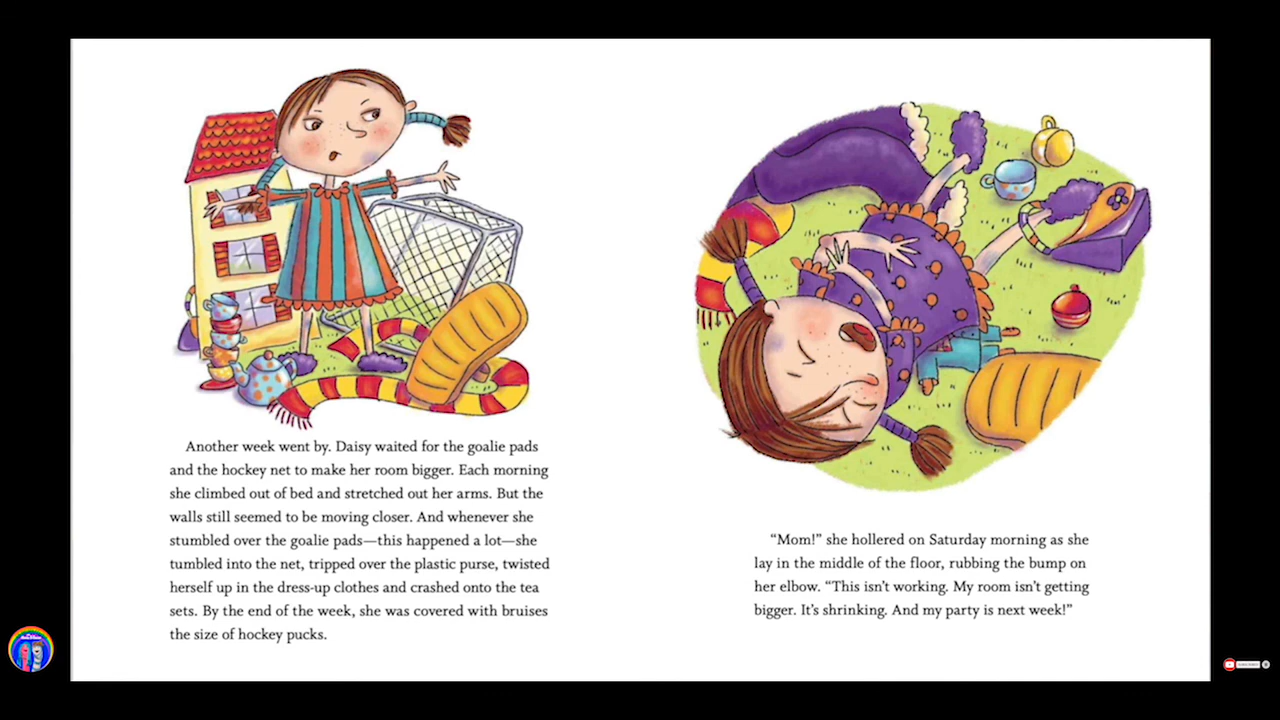 Another week went by. Daisy waited for the goalie pads
and the hockey net to make her room bigger. Each morning
she climbed out of bed and stretched out her arms. But the
walls still seemed to be moving closer. And whenever she
stumbled over the goalie pads—this happened a lot—she
tumbled into the net, tripped over the plastic purse, twisted
herself up in the dress-up clothes and crashed onto the tea
sets. By the end of the week, she was covered with bruises
the size of hockey pucks.
“Mom!” she hollered on Saturday morning as she
lay in the middle of the floor, rubbing the bump on
her elbow. “This isn’t working. My room isn’t getting
bigger. It’s shrinking. And my party is next week!”